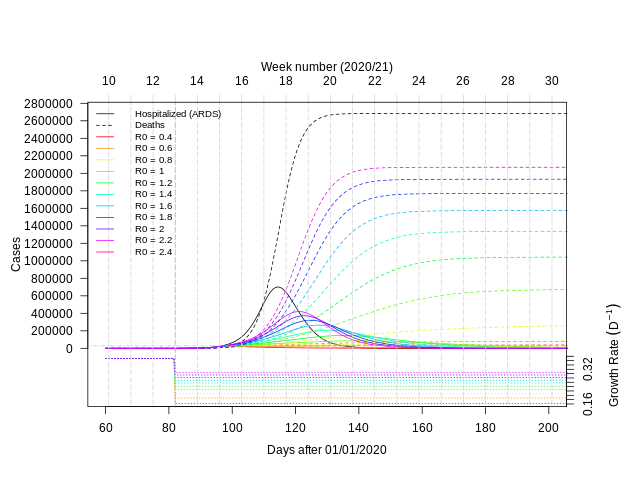 Week number (2020/21)
10 12 14 16 18 20 22 24 26 28 30
2800000
2600000
2400000
2200000
2000000
1800000
1600000
1400000
1200000
1000000
800000
600000
400000
200000
0
Cases
Hospitalized (ARDS)
Deaths
R0 = 0.4
R0 = 0.6
R0 = 0.8
R0 = 1
R0 = 1.2
R0 = 1.4
R0 = 1.6
R0 = 1.8
R0 = 2
R0 = 2.2
R0 = 2.4
0.16 0.32
Growth Rate (D⁻¹)
60 80 100 120 140 160 180 200
Days after 01/01/2020